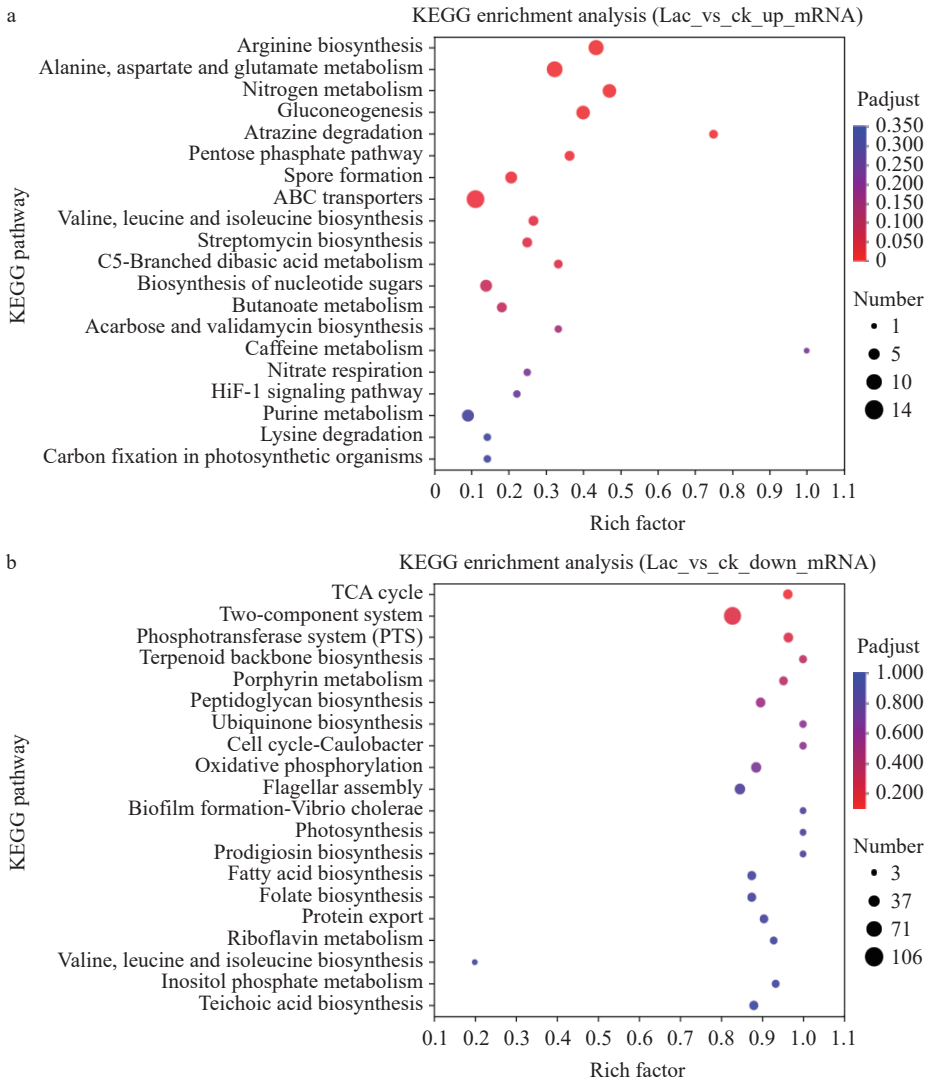 a
KEGG enrichment analysis (Lac_vs_ck_up_mRNA)
KEGG pathway
Arginine biosynthesis
Alanine, aspartate and glutamate metabolism
Nitrogen metabolism
Gluconeogenesis
Atrazine degradation
Pentose phosphate pathway
Spore formation
ABC transporters
Valine, leucine and isoleucine biosynthesis
Streptomycin biosynthesis
C5-Branched dibasic acid metabolism
Biosynthesis of nucleotide sugars
Butanoate metabolism
Acarbose and validamycin biosynthesis
Caffeine metabolism
Nitrate respiration
HiF-1 signaling pathway
Purine metabolism
Lysine degradation
Carbon fixation in photosynthetic organisms
0 0.1 0.2 0.3 0.4 0.5 0.6 0.7 0.8 0.9 1.0 1.1
Rich factor
Padjust
0.350
0.300
0.250
0.200
0.150
0.100
0.050
0
Number
1
5
10
14
b
KEGG enrichment analysis (Lac_vs_ck_down_mRNA)
KEGG pathway
TCA cycle
Two-component system
Phosphotransferase system (PTS)
Terpenoid backbone biosynthesis
Porphyrin metabolism
Peptidoglycan biosynthesis
Ubiquinone biosynthesis
Cell cycle-Caulobacter
Oxidative phosphorylation
Flagellar assembly
Biofilm formation-Vibrio cholerae
Photosynthesis
Prodigiosin biosynthesis
Fatty acid biosynthesis
Folate biosynthesis
Protein export
Riboflavin metabolism
Valine, leucine and isoleucine biosynthesis
Inositol phosphate metabolism
Teichoic acid biosynthesis
0.1 0.2 0.3 0.4 0.5 0.6 0.7 0.8 0.9 1.0 1.1
Rich factor
Padjust
1.000
0.800
0.600
0.400
0.200
Number
3
37
71
106